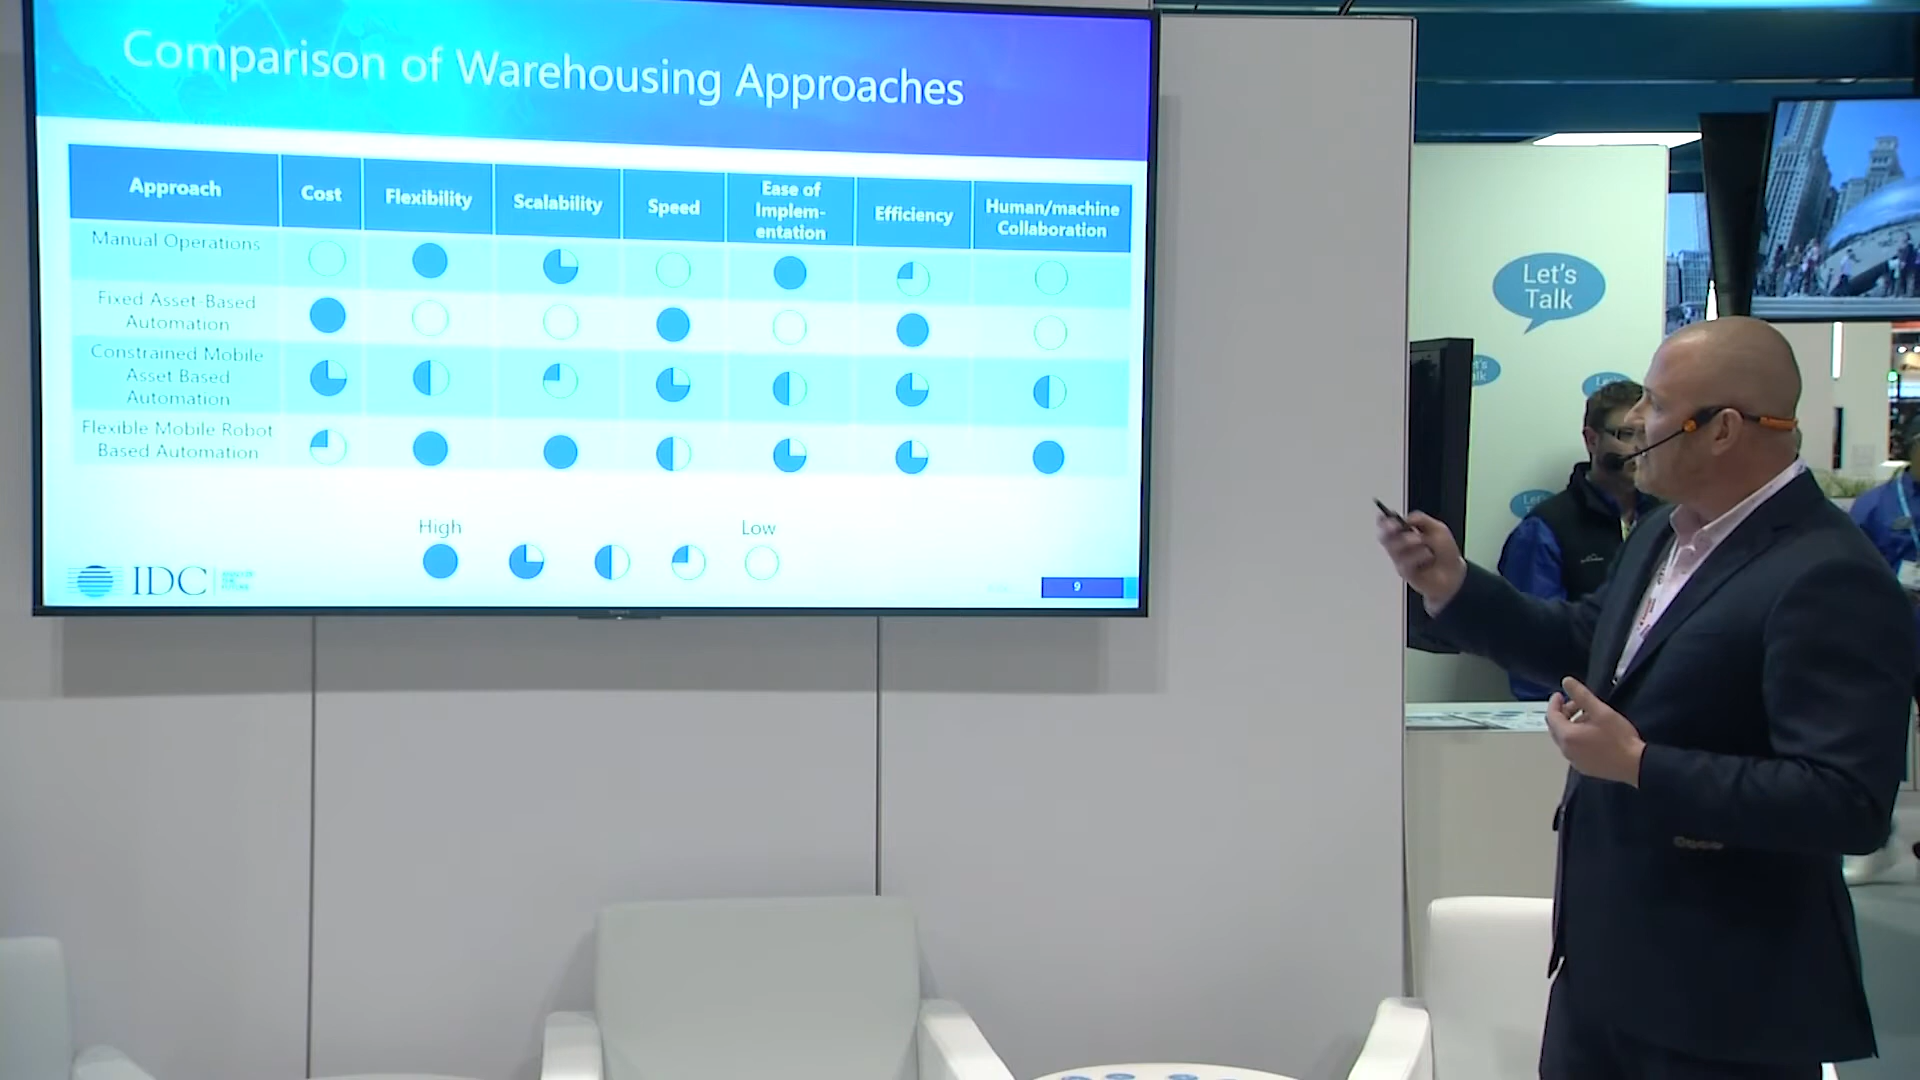 Comparison of Warehousing Approaches
Approach
Cost
Flexibility
Scalability
Speed
Ease of
Implem-
entation
Efficiency
Human/machine
Collaboration
Manual Operations
Fixed Asset-Based
Automation
Constrained Mobile
Asset Based
Automation
Flexible Mobile Robot
Based Automation
High
Low
IDC
9
Let's
Talk